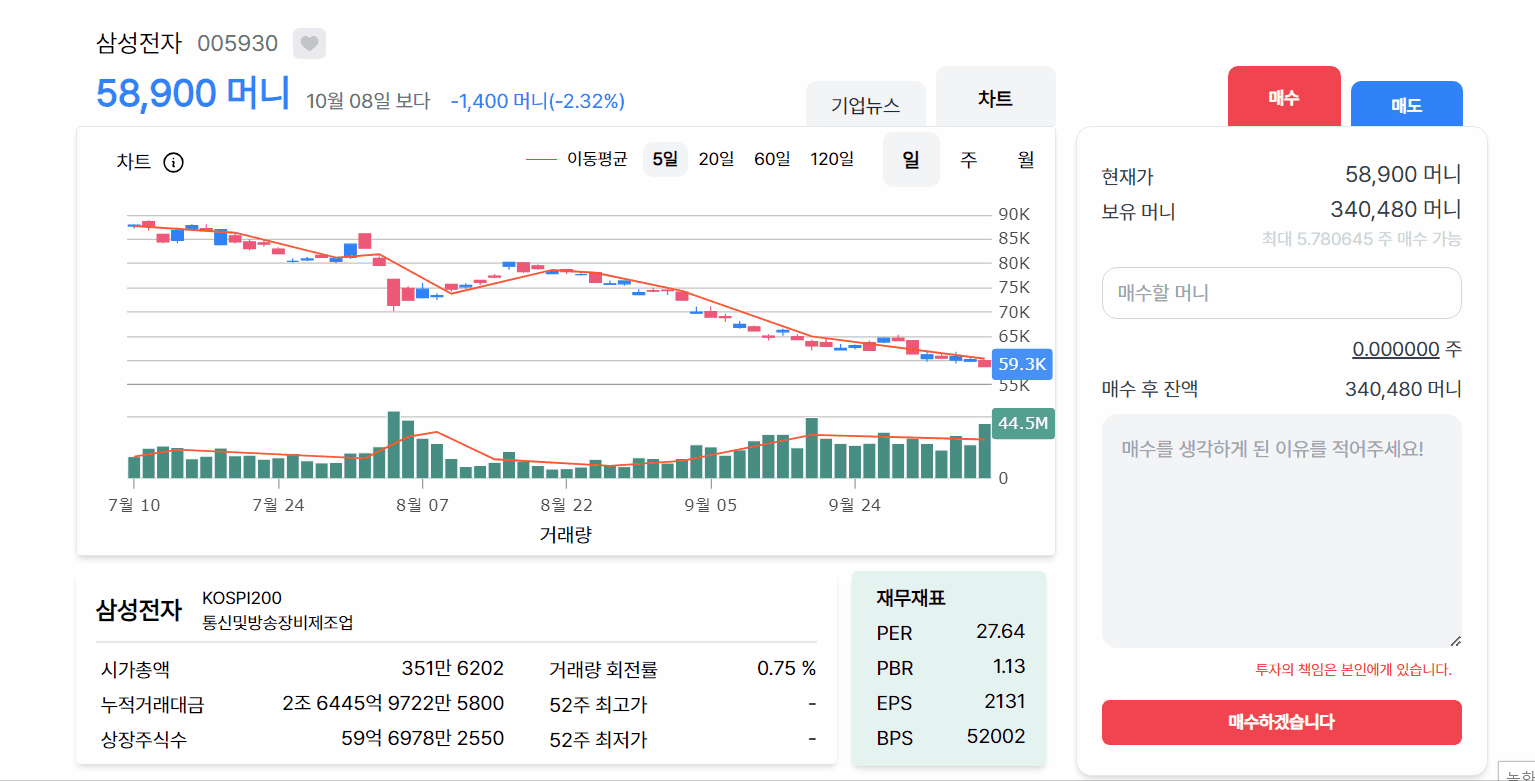 삼성전자 005930
58,900 머니 10월 08일 보다 -1,400 머니(-2.32%)
기업뉴스 차트
매수 매도
차트
이동평균 5일 20일 60일 120일 일 주 월
90K
85K
80K
75K
70K
65K
59.3K
55K
44.5M
0
7월 10 7월 24 8월 07 8월 22 9월 05 9월 24
거래량
현재가 58,900 머니
보유 머니 340,480 머니
최대 5.780645 주 매수 가능
매수할 머니
0.000000 주
매수 후 잔액 340,480 머니
매수를 생각하게 된 이유를 적어주세요!
투자의 책임은 본인에게 있습니다.
매수하겠습니다
삼성전자
KOSPI200
통신및방송장비제조업
시가총액 351만 6202 거래량 회전률 0.75 %
누적거래대금 2조 6445억 9722만 5800 52주 최고가 -
상장주식수 59억 6978만 2550 52주 최저가 -
재무재표
PER 27.64
PBR 1.13
EPS 2131
BPS 52002